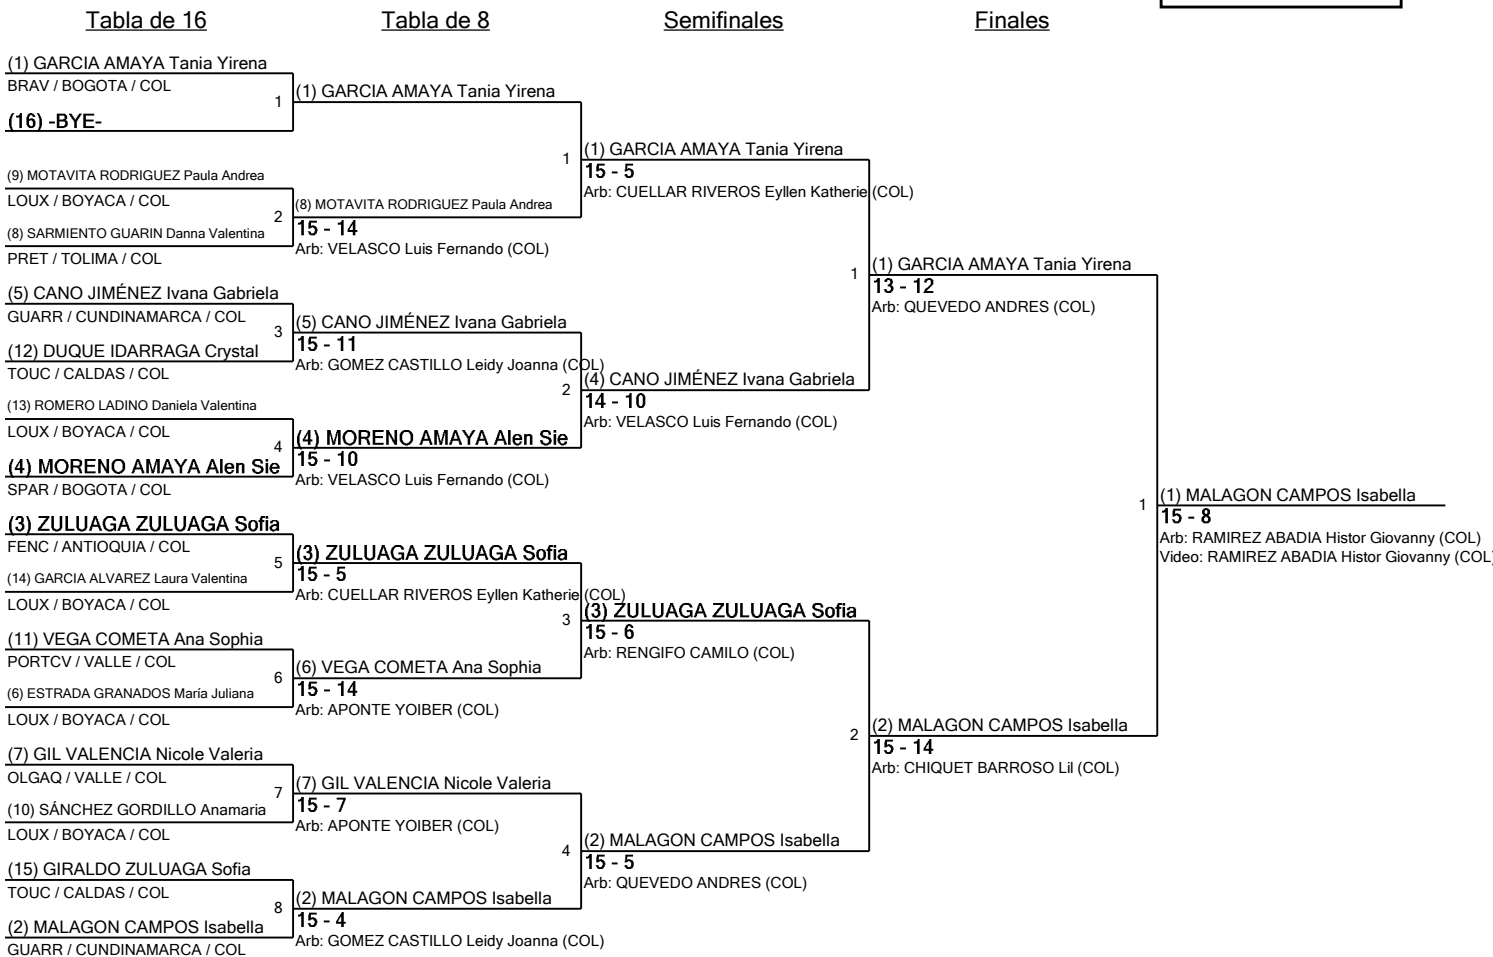 Tabla de 16
Tabla de 8
Semifinales
Finales
(1) GARCIA AMAYA Tania Yirena
BRAV / BOGOTA / COL
1
(16) -BYE-
(9) MOTAVITA RODRIGUEZ Paula Andrea
LOUX / BOYACA / COL
2
(8) SARMIENTO GUARIN Danna Valentina
PRET / TOLIMA / COL
(5) CANO JIMÉNEZ Ivana Gabriela
GUARR / CUNDINAMARCA / COL
3
(12) DUQUE IDARRAGA Crystal
TOUC / CALDAS / COL
(13) ROMERO LADINO Daniela Valentina
LOUX / BOYACA / COL
4
(4) MORENO AMAYA Alen Sie
SPAR / BOGOTA / COL
(3) ZULUAGA ZULUAGA Sofia
FENC / ANTIOQUIA / COL
5
(14) GARCIA ALVAREZ Laura Valentina
LOUX / BOYACA / COL
(11) VEGA COMETA Ana Sophia
PORTCV / VALLE / COL
6
(6) ESTRADA GRANADOS María Juliana
LOUX / BOYACA / COL
(7) GIL VALENCIA Nicole Valeria
OLGAQ / VALLE / COL
7
(10) SÁNCHEZ GORDILLO Anamaria
LOUX / BOYACA / COL
(15) GIRALDO ZULUAGA Sofia
TOUC / CALDAS / COL
8
(2) MALAGON CAMPOS Isabella
GUARR / CUNDINAMARCA / COL
(1) GARCIA AMAYA Tania Yirena
1
(8) MOTAVITA RODRIGUEZ Paula Andrea
15 - 14
Arb: VELASCO Luis Fernando (COL)
(5) CANO JIMÉNEZ Ivana Gabriela
15 - 11
Arb: GOMEZ CASTILLO Leidy Joanna (COL)
2
(4) MORENO AMAYA Alen Sie
15 - 10
Arb: VELASCO Luis Fernando (COL)
(3) ZULUAGA ZULUAGA Sofia
15 - 5
Arb: CUELLAR RIVEROS Eyllen Katherie (COL)
3
(6) VEGA COMETA Ana Sophia
15 - 14
Arb: APONTE YOIBER (COL)
(7) GIL VALENCIA Nicole Valeria
15 - 7
Arb: APONTE YOIBER (COL)
4
(2) MALAGON CAMPOS Isabella
15 - 4
Arb: GOMEZ CASTILLO Leidy Joanna (COL)
(1) GARCIA AMAYA Tania Yirena
15 - 5
Arb: CUELLAR RIVEROS Eyllen Katherie (COL)
1
(4) CANO JIMÉNEZ Ivana Gabriela
14 - 10
Arb: VELASCO Luis Fernando (COL)
(3) ZULUAGA ZULUAGA Sofia
15 - 6
Arb: RENGIFO CAMILO (COL)
2
(2) MALAGON CAMPOS Isabella
15 - 5
Arb: QUEVEDO ANDRES (COL)
(1) GARCIA AMAYA Tania Yirena
13 - 12
Arb: QUEVEDO ANDRES (COL)
1
(2) MALAGON CAMPOS Isabella
15 - 14
Arb: CHIQUET BARROSO Lil (COL)
(1) MALAGON CAMPOS Isabella
15 - 8
Arb: RAMIREZ ABADIA Histor Giovanny (COL)
Video: RAMIREZ ABADIA Histor Giovanny (COL)